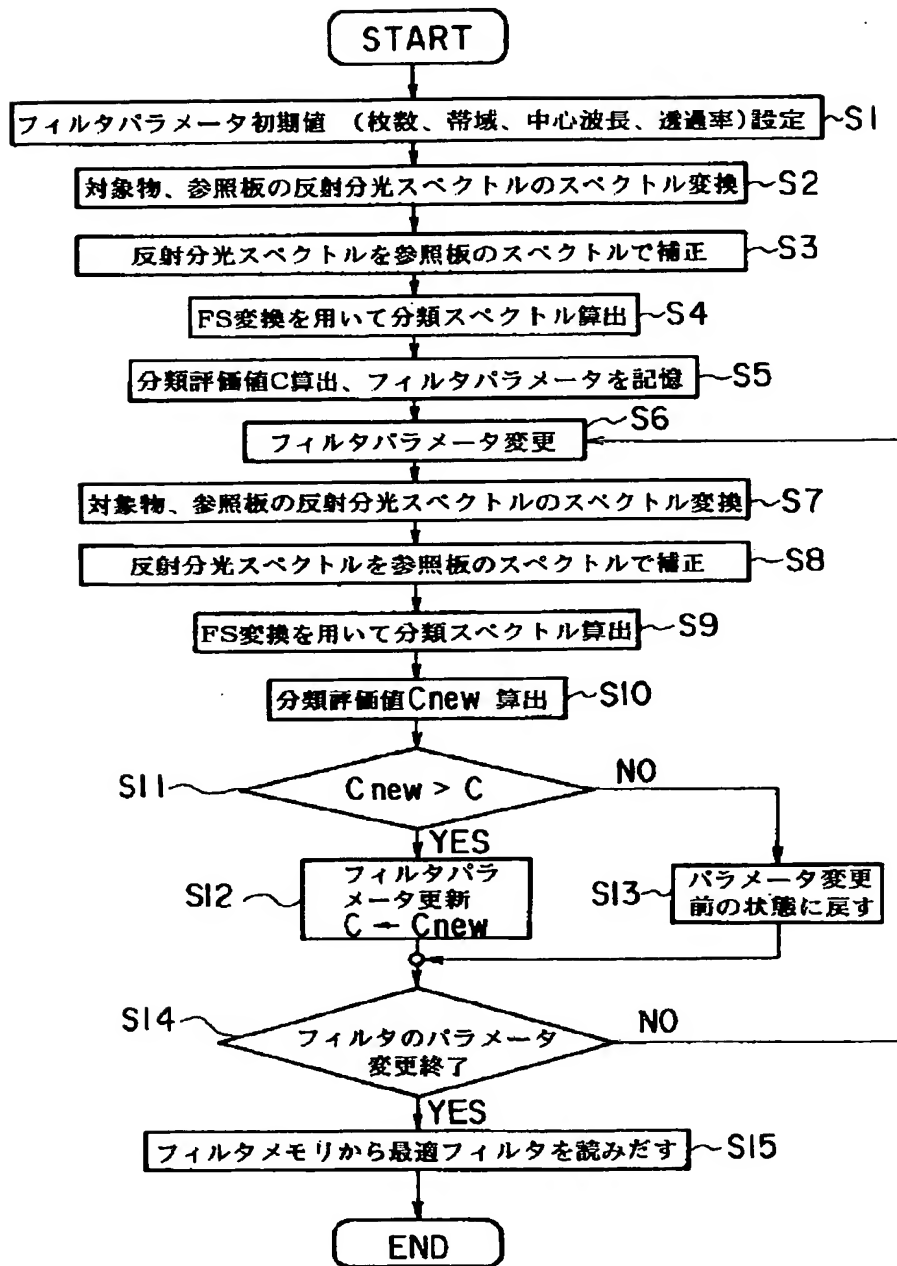 START
フィルタパラメータ初期値 (枚数、帯域、中心波長、透過率)設定 S1
対象物、参照板の反射分光スペクトルのスペクトル変換 S2
反射分光スペクトルを参照板のスペクトルで補正 S3
FS変換を用いて分類スペクトル算出 S4
分類評価値C算出、フィルタパラメータを記憶 S5
S6
フィルタパラメータ変更
対象物、参照板の反射分光スペクトルのスペクトル変換 S7
反射分光スペクトルを参照板のスペクトルで補正 S8
FS変換を用いて分類スペクトル算出 S9
分類評価値Cnew 算出 S10
S11 Cnew > C NO
YES
S12
フィルタパラ
メータ更新
C ← Cnew
S13
パラメータ変更
前の状態に戻す
S14
フィルタのパラメータ
変更終了
NO
YES
フィルタメモリから最適フィルタを読みだす S15
END